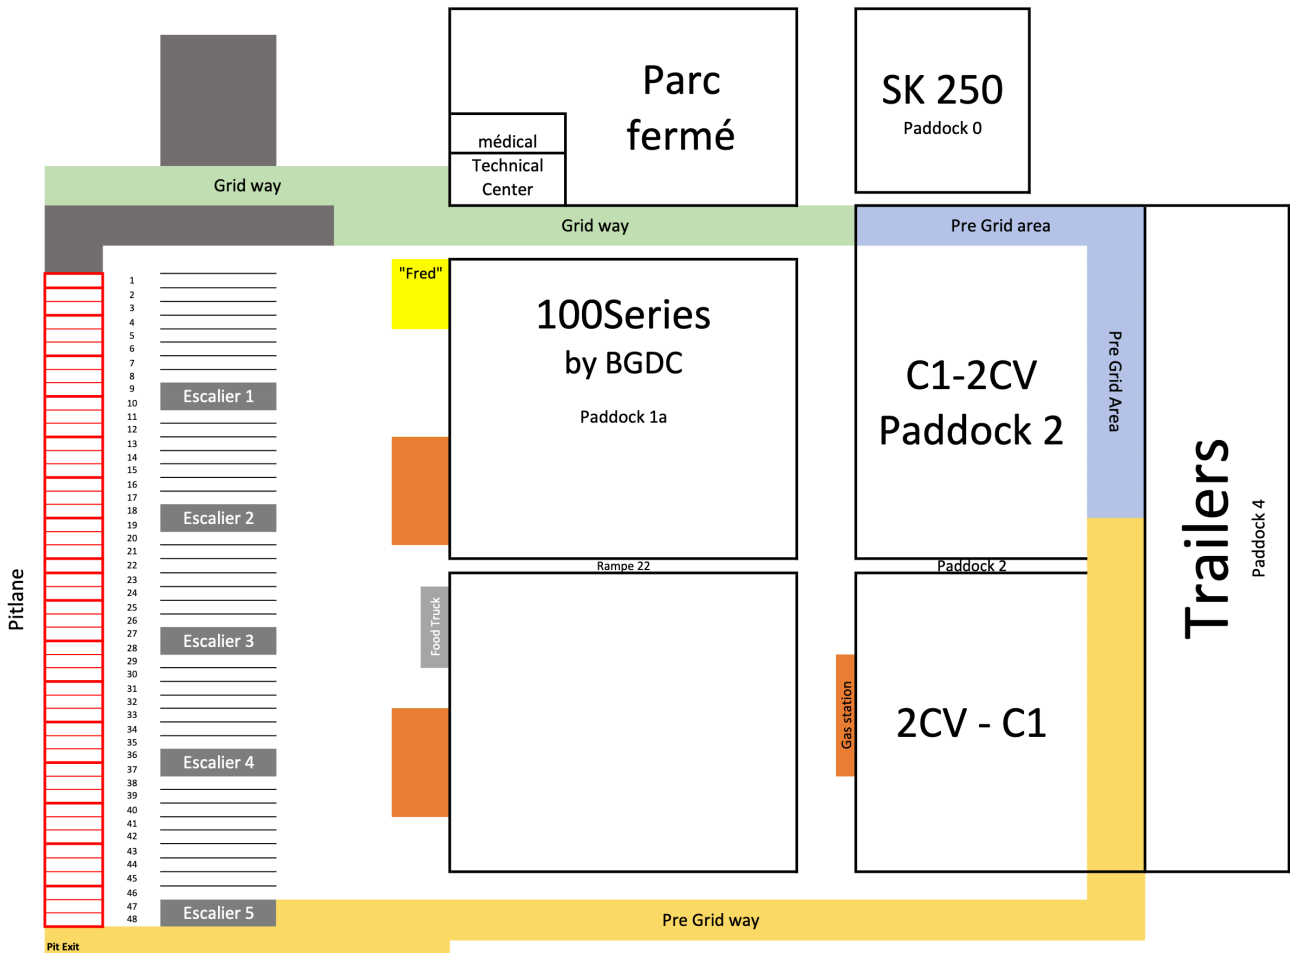 Parc
fermé
médical
Technical
Center
SK 250
Paddock 0
Grid way
Grid way
Pre Grid area
"Fred"
100Series
by BGDC
Paddock 1a
C1-2CV
Paddock 2
Pre Grid Area
Trailers
Paddock 4
Pitlane
1
2
3
4
5
6
7
8
9
10
11
12
13
14
15
16
17
18
19
20
21
22
23
24
25
26
27
28
29
30
31
32
33
34
35
36
37
38
39
40
41
42
43
44
45
46
47
48
Escalier 1
Escalier 2
Escalier 3
Escalier 4
Escalier 5
Rampe 22
Paddock 2
Food Truck
Gas station
2CV - C1
Pre Grid way
Pit Exit